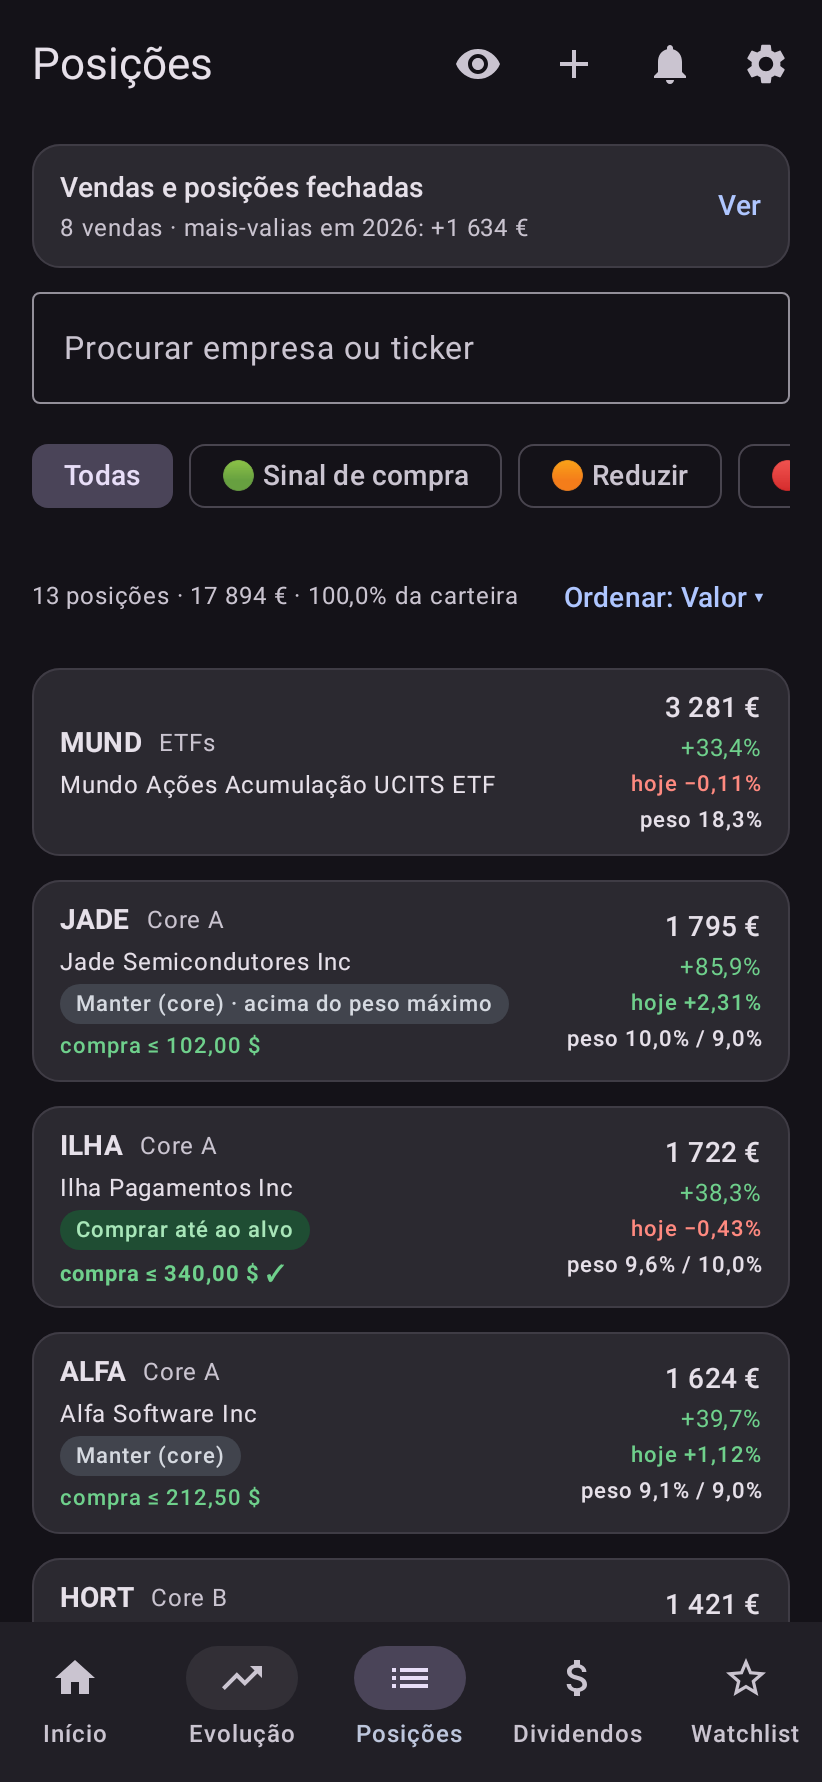 Posições
Vendas e posições fechadas
8 vendas · mais-valias em 2026: +1 634 €
Ver
Procurar empresa ou ticker
Todas
Sinal de compra
Reduzir
13 posições · 17 894 € · 100,0% da carteira
Ordenar: Valor ▾
MUND ETFs
Mundo Ações Acumulação UCITS ETF
3 281 €
+33,4%
hoje −0,11%
peso 18,3%
JADE Core A
Jade Semicondutores Inc
Manter (core) · acima do peso máximo
compra ≤ 102,00 $
1 795 €
+85,9%
hoje +2,31%
peso 10,0% / 9,0%
ILHA Core A
Ilha Pagamentos Inc
Comprar até ao alvo
compra ≤ 340,00 $ ✓
1 722 €
+38,3%
hoje −0,43%
peso 9,6% / 10,0%
ALFA Core A
Alfa Software Inc
Manter (core)
compra ≤ 212,50 $
1 624 €
+39,7%
hoje +1,12%
peso 9,1% / 9,0%
HORT Core B
1 421 €
Início
Evolução
Posições
Dividendos
Watchlist